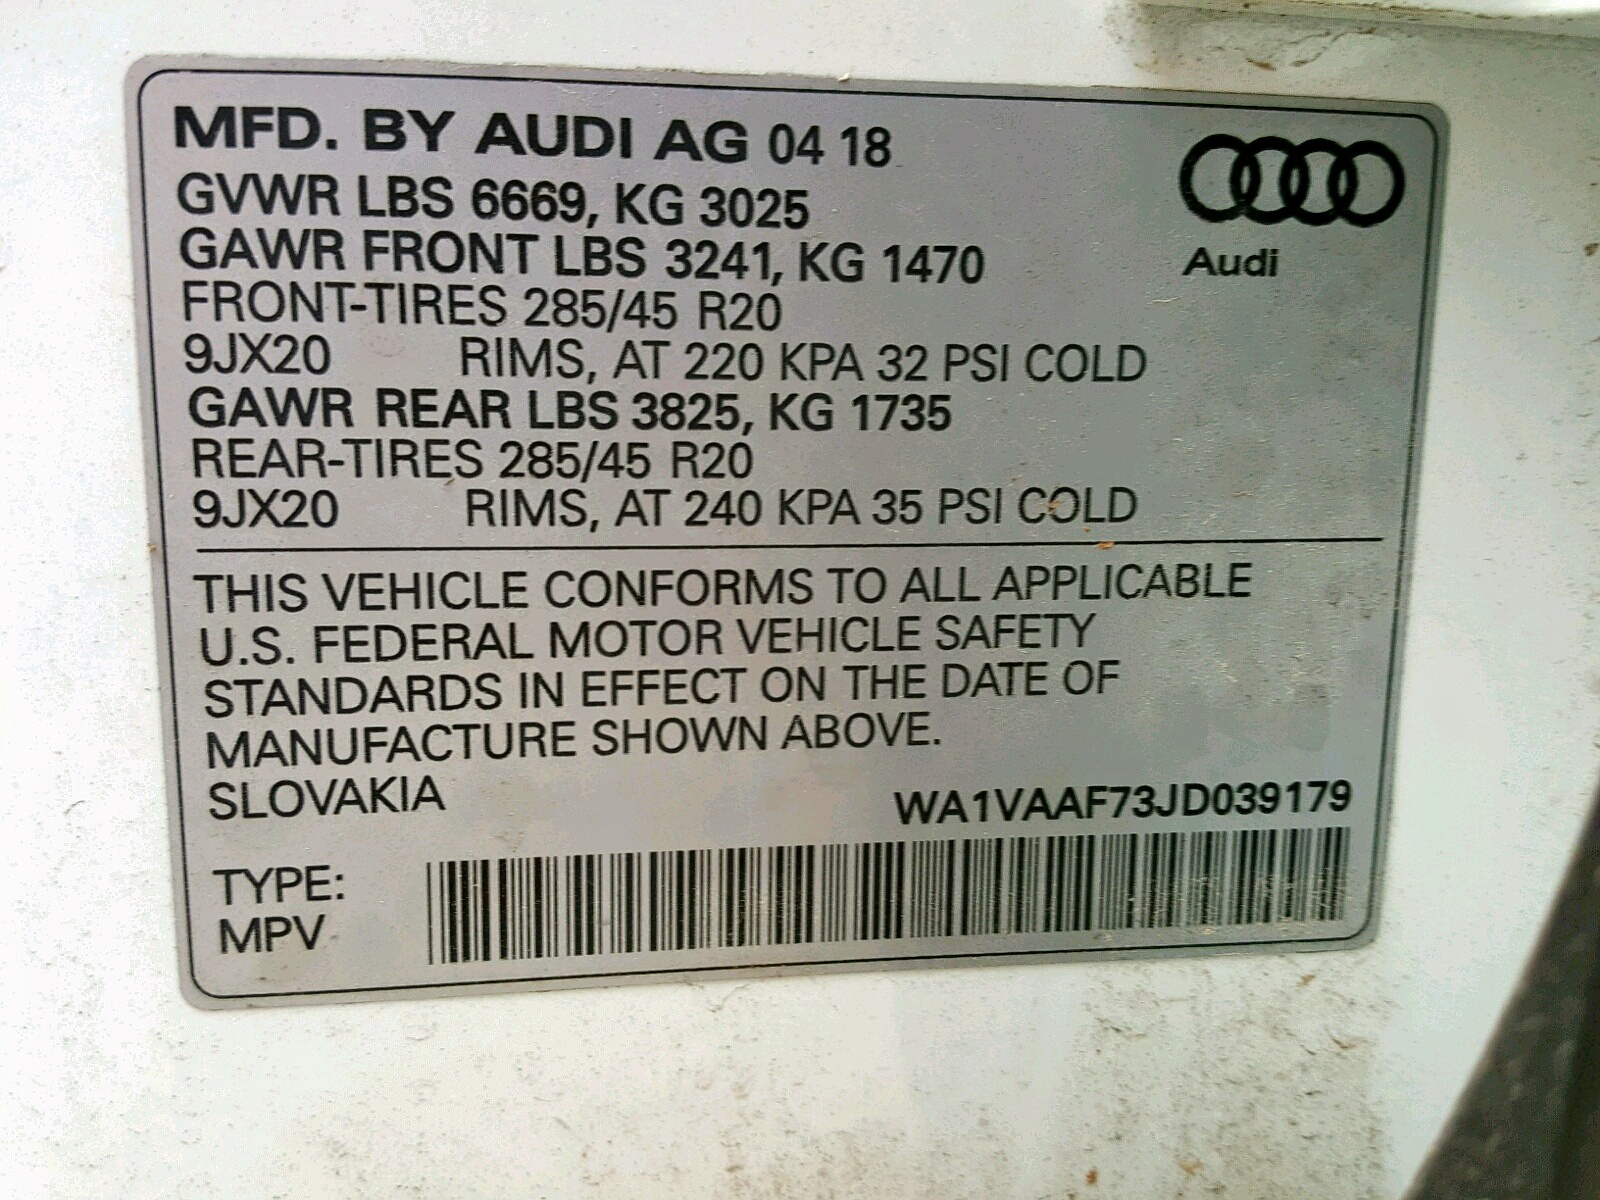 MFD. BY AUDI AG 04 18
GVWR LBS 6669, KG 3025
GAWR FRONT LBS 3241, KG 1470
FRONT-TIRES 285/45 R20
9JX20 RIMS, AT 220 KPA 32 PSI COLD
GAWR REAR LBS 3825, KG 1735
REAR-TIRES 285/45 R20
9JX20 RIMS, AT 240 KPA 35 PSI COLD
Audi
THIS VEHICLE CONFORMS TO ALL APPLICABLE
U.S. FEDERAL MOTOR VEHICLE SAFETY
STANDARDS IN EFFECT ON THE DATE OF
MANUFACTURE SHOWN ABOVE.
SLOVAKIA WA1VAAF73JD039179
TYPE:
MPV